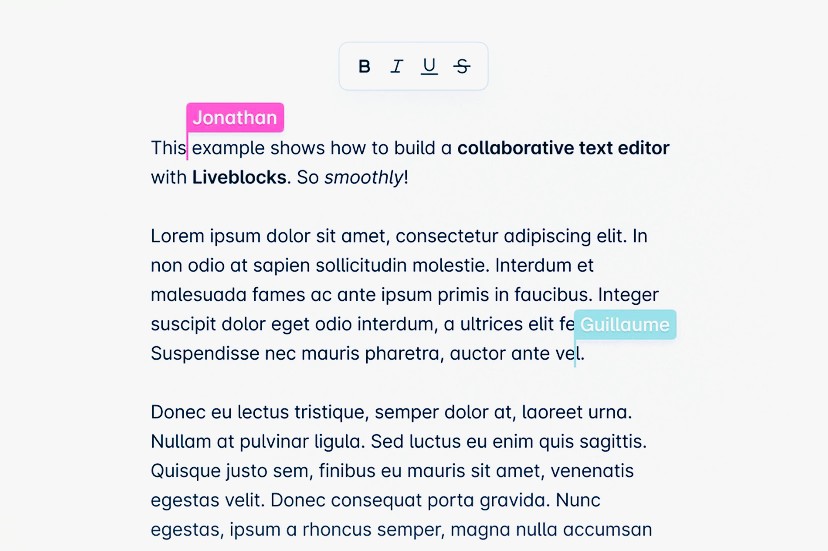 B I U S
Jonathan
This example shows how to build a collaborative text editor
with Liveblocks. So smoothly!
Lorem ipsum dolor sit amet, consectetur adipiscing elit. In
non odio at sapien sollicitudin molestie. Interdum et
malesuada fames ac ante ipsum primis in faucibus. Integer
suscipit dolor eget odio interdum, a ultrices elit
Guillaume
Suspendisse nec mauris pharetra, auctor ante vel.
Donec eu lectus tristique, semper dolor at, laoreet urna.
Nullam at pulvinar ligula. Sed luctus eu enim quis sagittis.
Quisque justo sem, finibus eu mauris sit amet, venenatis
egestas velit. Donec consequat porta gravida. Nunc
egestas, ipsum a rhoncus semper, magna nulla accumsan